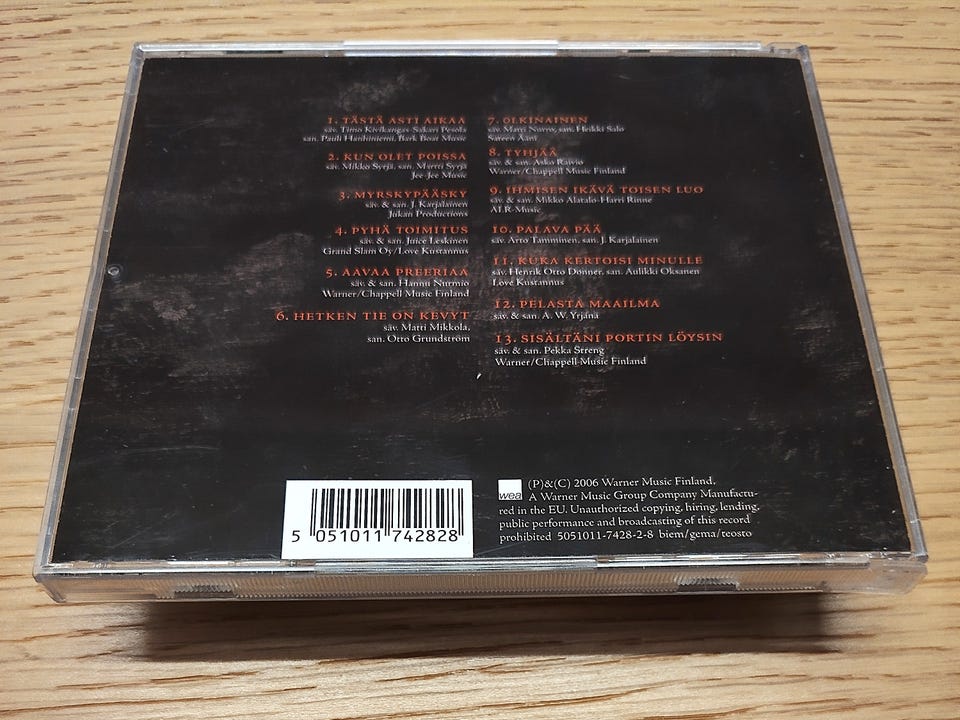 1. TÄSTÄ ASTI AIKAA
säv. Timo Kivikangas-Sakari Pesola
san. Pauli Hanhiniemi, Bark Beat Music
2. KUN OLET POISSA
säv. Mikko Syrjä, san. Martti Syrjä
Jee-Jee Music
3. MYRSKYPÄÄSKY
säv. & san. J. Karjalainen
Jukan Productions
4. PYHÄ TOIMITUS
säv. & san. Juice Leskinen
Grand Slam Oy/Love Kustannus
5. AAVAA PREERIAA
säv. & san. Hannu Nurmio
Warner/Chappell Music Finland
6. HETKEN TIE ON KEVYT
säv. Matti Mikkola,
san. Otto Grundström
7. OLKINAINEN
säv. Matti Nurro, san. Heikki Salo
Sateen Ääni
8. TYHJÄÄ
säv. & san. Asko Raivio
Warner/Chappell Music Finland
9. IHMISEN IKÄVÄ TOISEN LUO
säv. & san. Mikko Alatalo-Harri Rinne
ALR-Music
10. PALAVA PÄÄ
säv. Arto Tamminen, san. J. Karjalainen
11. KUKA KERTOISI MINULLE
säv. Henrik Otto Donner, san. Aulikki Oksanen
Love Kustannus
12. PELASTA MAAILMA
säv. & san. A. W. Yrjänä
13. SISÄLTÄNI PORTIN LÖYSIN
säv. & san. Pekka Streng
Warner/Chappell Music Finland
5 051011 742828
wea
(P)&(C) 2006 Warner Music Finland,
A Warner Music Group Company Manufactu-
red in the EU. Unauthorized copying, hiring, lending,
public performance and broadcasting of this record
prohibited 5051011-7428-2-8 biem/gema/teosto